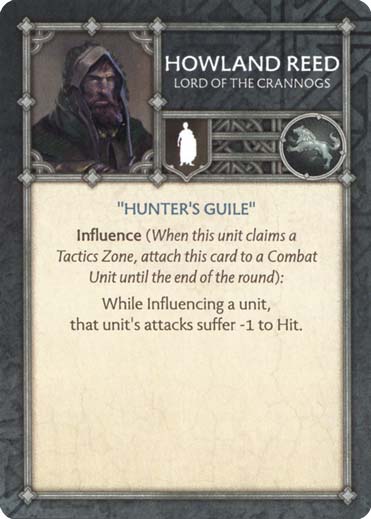 HOWLAND REED
LORD OF THE CRANNOGS
"HUNTER'S GUILE"
Influence (When this unit claims a
Tactics Zone, attach this card to a Combat
Unit until the end of the round):
While Influencing a unit,
that unit's attacks suffer -1 to Hit.